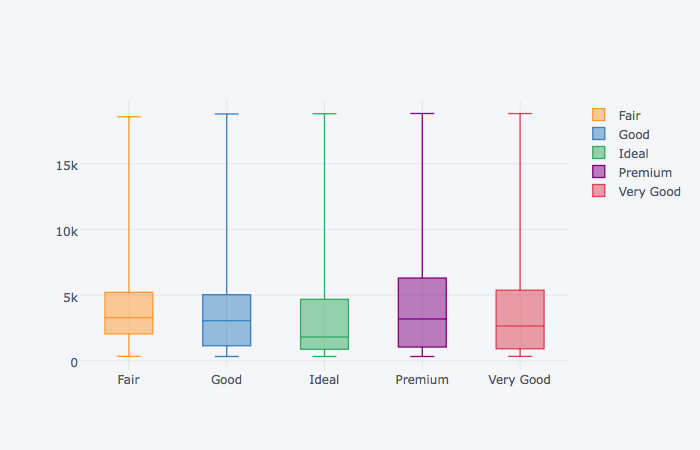 Fair
Good
Ideal
Premium
Very Good
15k
10k
5k
0
Fair Good Ideal Premium Very Good